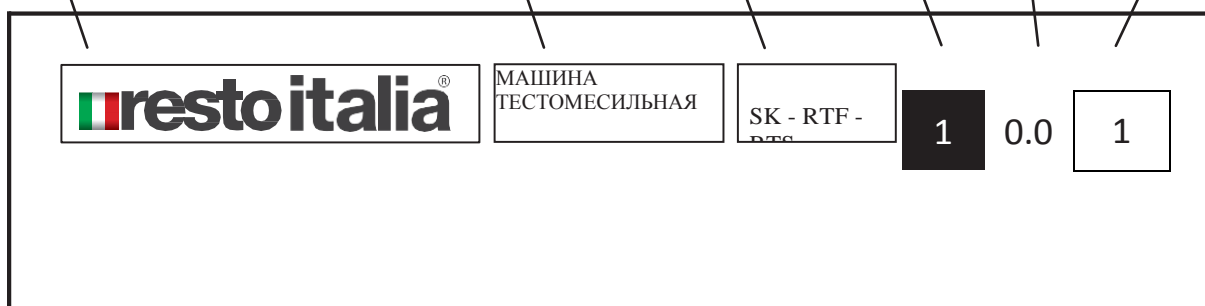 restoitalia®
МАШИНА
ТЕСТОМЕСИЛЬНАЯ
SK - RTF -
1
0.0
1